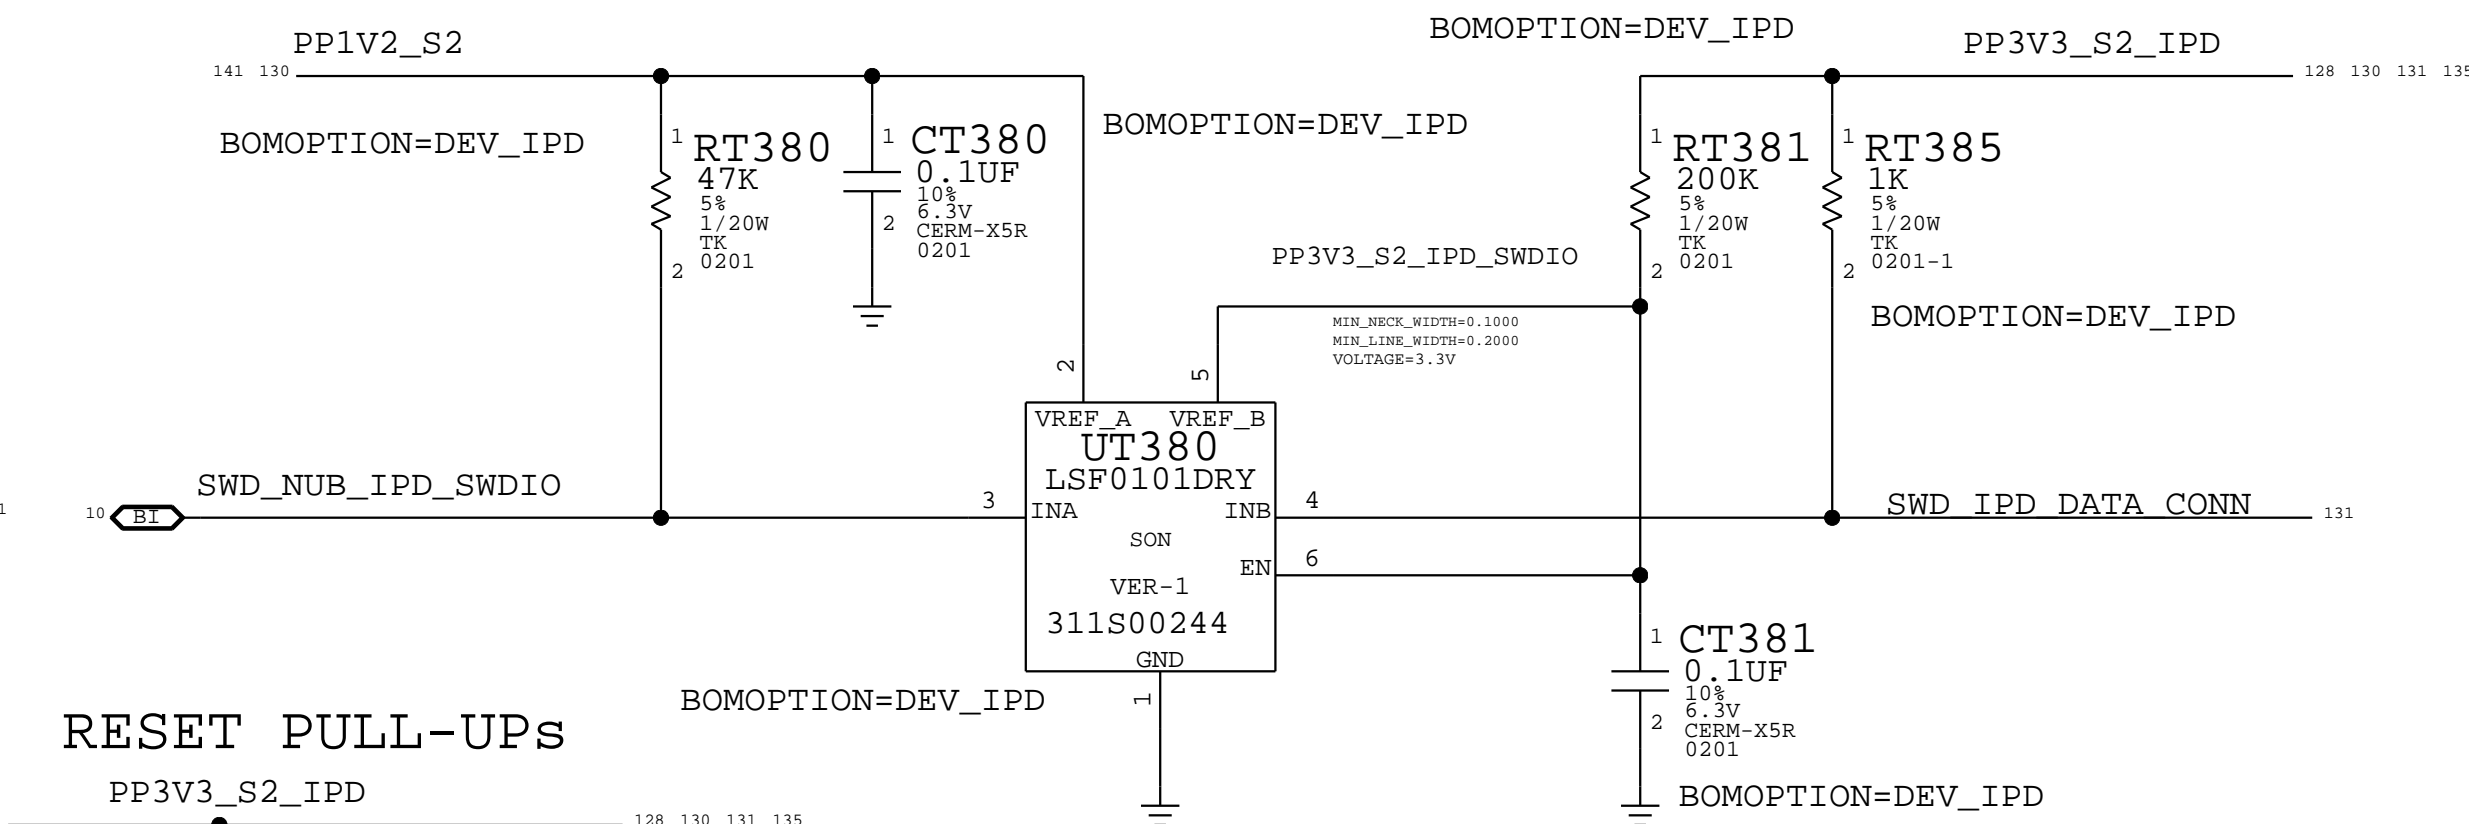 BOMOPTION=DEV_IPD
PP1V2_S2
PP3V3_S2_IPD
141 130
128 130 131 135
BOMOPTION=DEV_IPD
BOMOPTION=DEV_IPD
1 RT380
47K
5%
1/20W
TK
0201
2
1 CT380
0.1UF
10%
6.3V
CERM-X5R
0201
2
1 RT381
200K
5%
1/20W
TK
0201
2
1 RT385
1K
5%
1/20W
TK
0201-1
2
PP3V3_S2_IPD_SWDIO
MIN_NECK_WIDTH=0.1000
MIN_LINE_WIDTH=0.2000
VOLTAGE=3.3V
BOMOPTION=DEV_IPD
2
5
VREF_A VREF_B
UT380
LSF0101DRY
SWD_NUB_IPD_SWDIO
1
10 BI
3
INA INB
4
SWD_IPD_DATA_CONN
131
SON
EN
6
VER-1
311S00244
GND
1
BOMOPTION=DEV_IPD
1 CT381
0.1UF
10%
6.3V
CERM-X5R
0201
2
BOMOPTION=DEV_IPD
RESET PULL-UPs
PP3V3_S2_IPD
128 130 131 135